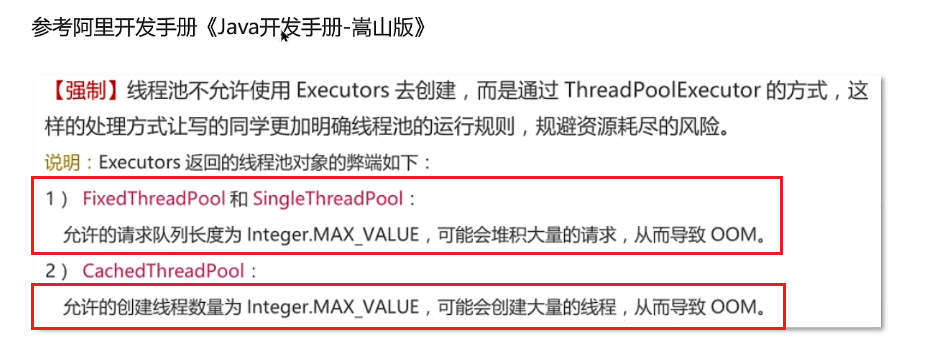 参考阿里开发手册《Java开发手册-嵩山版》
【强制】线程池不允许使用 Executors 去创建，而是通过 ThreadPoolExecutor 的方式，这
样的处理方式让写的同学更加明确线程池的运行规则，规避资源耗尽的风险。
说明：Executors 返回的线程池对象的弊端如下：
1） FixedThreadPool 和 SingleThreadPool：
允许的请求队列长度为 Integer.MAX_VALUE，可能会堆积大量的请求，从而导致 OOM。
2） CachedThreadPool：
允许的创建线程数量为 Integer.MAX_VALUE，可能会创建大量的线程，从而导致 OOM。